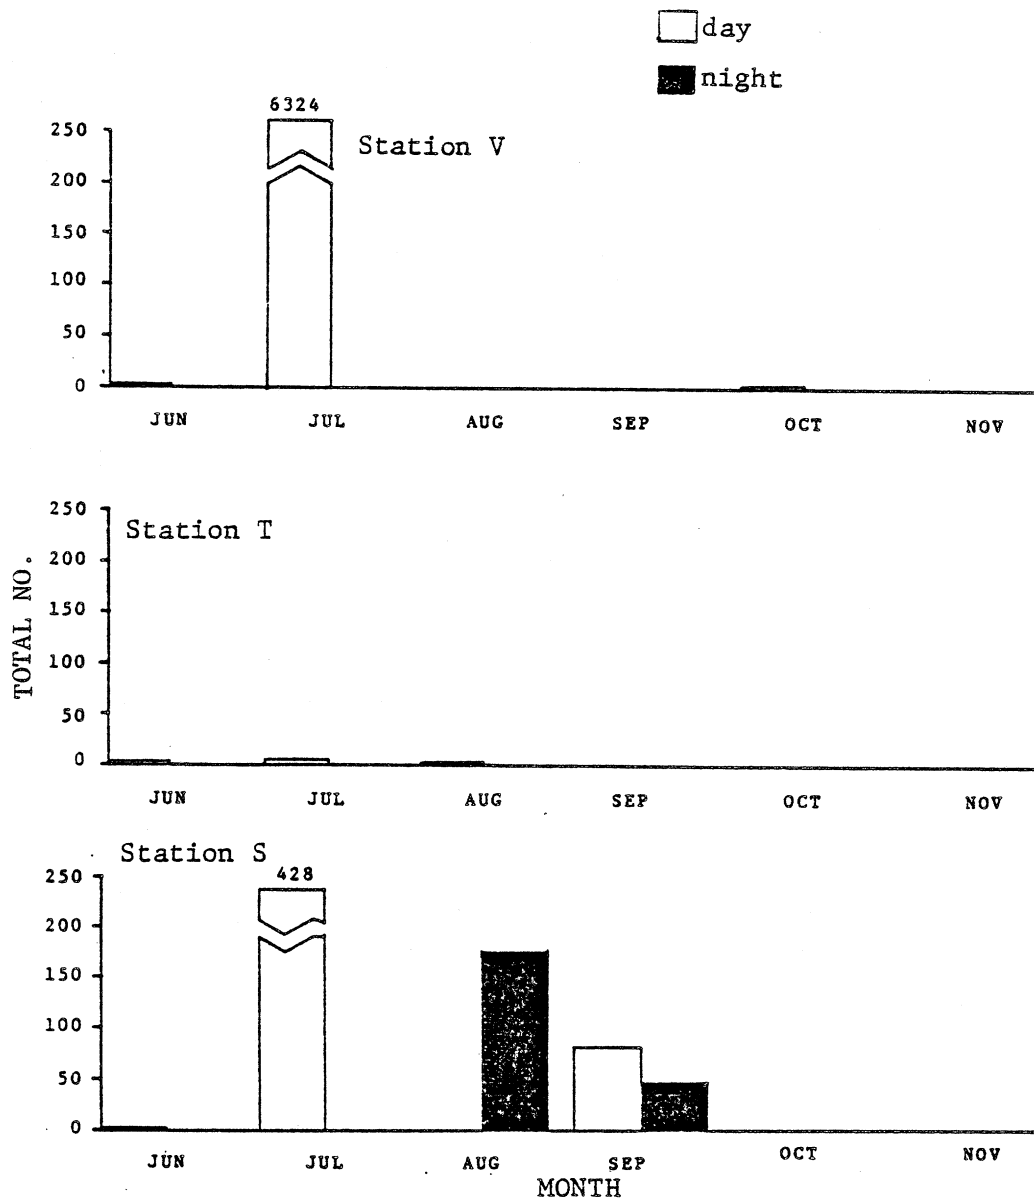 day
night
6324
Station V
250
200
150
100
50
0
JUN JUL AUG SEP OCT NOV
250
Station T
200
150
100
50
0
TOTAL NO.
JUN JUL AUG SEP OCT NOV
Station S
428
250
200
150
100
50
0
JUN JUL AUG SEP OCT NOV
MONTH